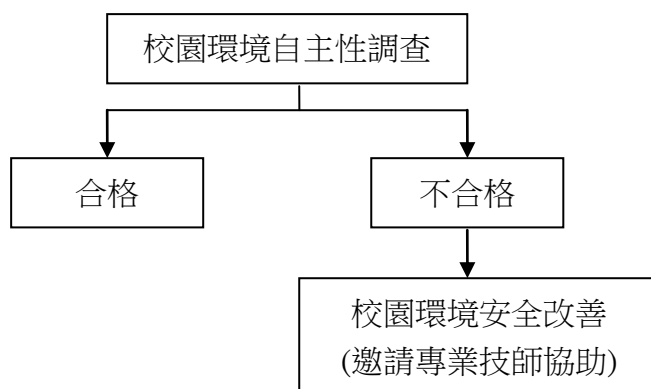 校園環境自主性調查
合格
不合格
校園環境安全改善
(邀請專業技師協助)